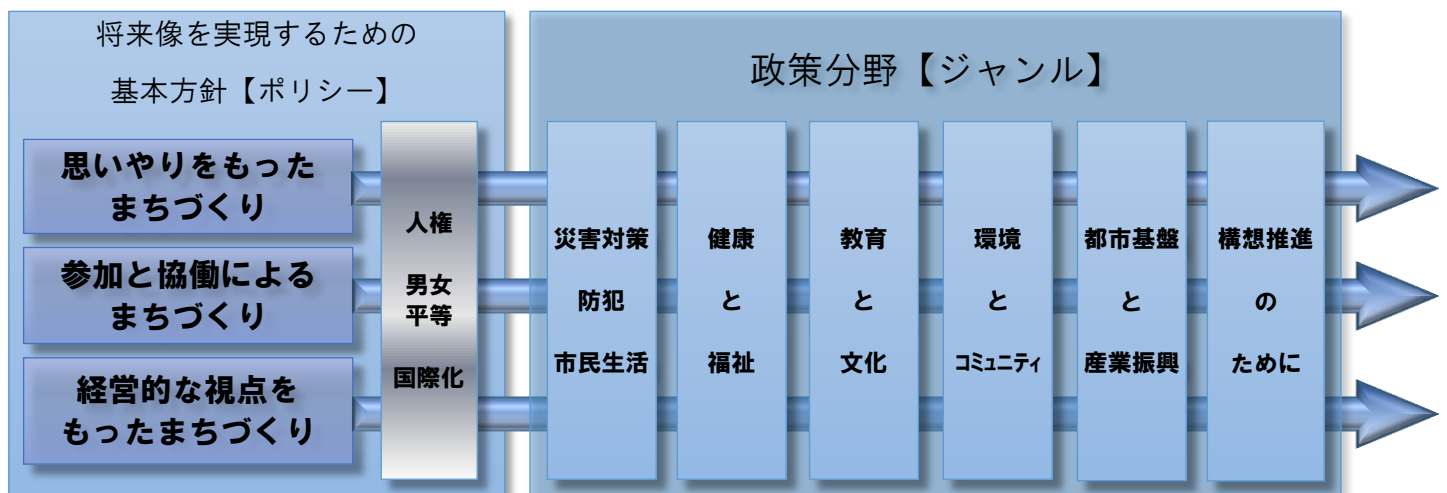 将来像を実現するための
基本方針【ポリシー】
思いやりをもった
まちづくり
参加と協働による
まちづくり
経営的な視点を
もったまちづくり
人権
男女
平等
国際化
政策分野【ジャンル】
災害対策
防犯
市民生活
健康
と
福祉
教育
と
文化
環境
と
コミュニティ
都市基盤
と
産業振興
構想推進
の
ために